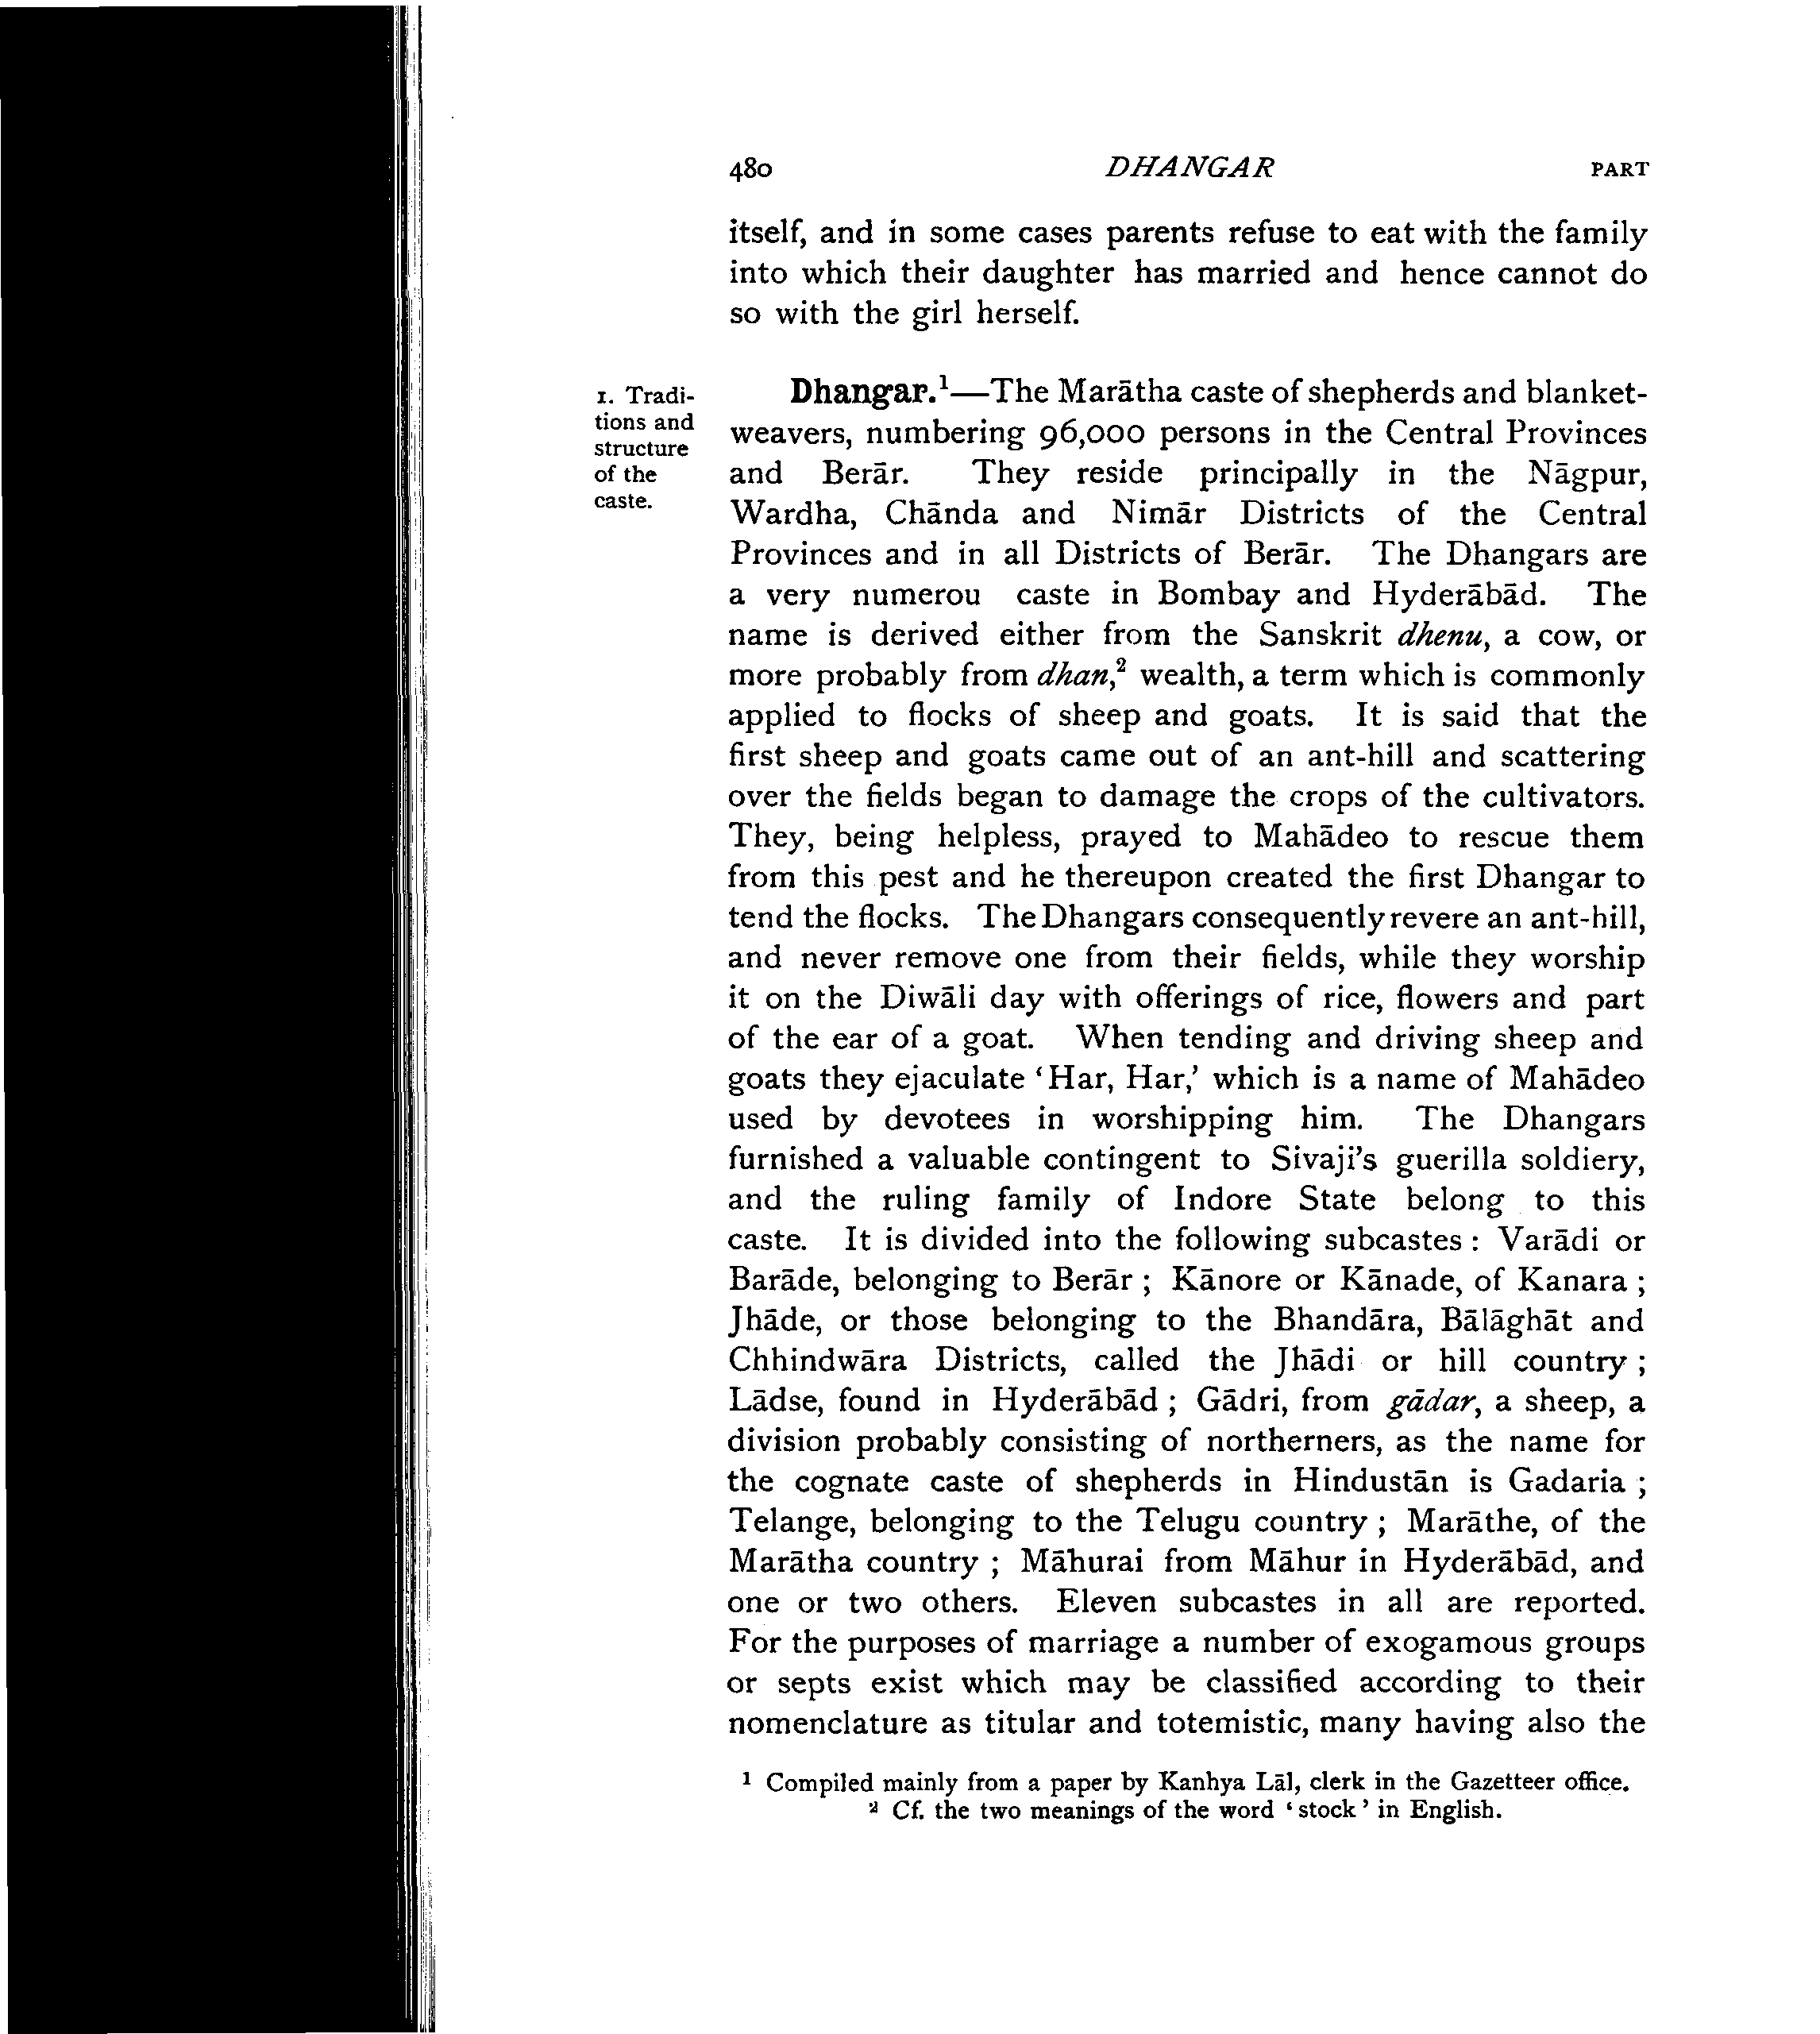 480 DHANGAR PART
itself, and in some cases parents refuse to eat with the family
into which their daughter has married and hence cannot do
so with the girl herself.
1. Tradi-
tions and
structure
of the
caste.
Dhangar.¹—The Marātha caste of shepherds and blanket-
weavers, numbering 96,000 persons in the Central Provinces
and Berār. They reside principally in the Nāgpur,
Wardha, Chānda and Nimār Districts of the Central
Provinces and in all Districts of Berār. The Dhangars are
a very numerou caste in Bombay and Hyderābād. The
name is derived either from the Sanskrit dhenu, a cow, or
more probably from dhan,² wealth, a term which is commonly
applied to flocks of sheep and goats. It is said that the
first sheep and goats came out of an ant-hill and scattering
over the fields began to damage the crops of the cultivators.
They, being helpless, prayed to Mahādeo to rescue them
from this pest and he thereupon created the first Dhangar to
tend the flocks. The Dhangars consequently revere an ant-hill,
and never remove one from their fields, while they worship
it on the Diwāli day with offerings of rice, flowers and part
of the ear of a goat. When tending and driving sheep and
goats they ejaculate ‘Har, Har,’ which is a name of Mahādeo
used by devotees in worshipping him. The Dhangars
furnished a valuable contingent to Sivaji’s guerilla soldiery,
and the ruling family of Indore State belong to this
caste. It is divided into the following subcastes : Varādi or
Barāde, belonging to Berār ; Kānore or Kānade, of Kanara ;
Jhāde, or those belonging to the Bhandāra, Bālāghāt and
Chhindwāra Districts, called the Jhādi or hill country ;
Lādse, found in Hyderābād ; Gādri, from gādar, a sheep, a
division probably consisting of northerners, as the name for
the cognate caste of shepherds in Hindustān is Gadaria ;
Telange, belonging to the Telugu country ; Marāthe, of the
Marātha country ; Māhurai from Māhur in Hyderābād, and
one or two others. Eleven subcastes in all are reported.
For the purposes of marriage a number of exogamous groups
or septs exist which may be classified according to their
nomenclature as titular and totemistic, many having also the
¹ Compiled mainly from a paper by Kanhya Lāl, clerk in the Gazetteer office.
² Cf. the two meanings of the word ‘stock’ in English.